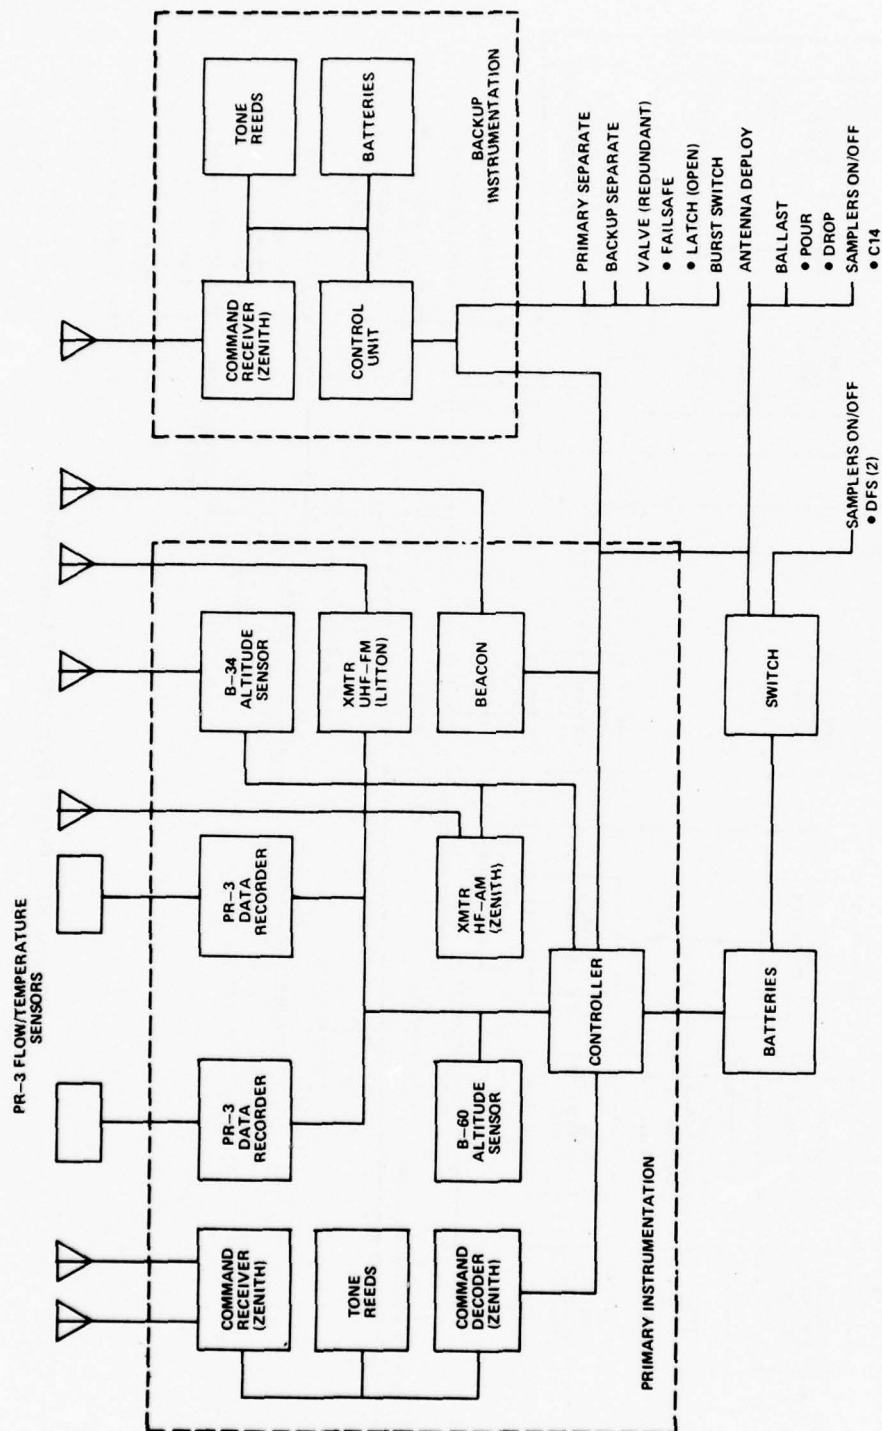 PR-3 FLOW/TEMPERATURE
SENSORS
COMMAND
RECEIVER
(ZENITH)
TONE
REEDS
COMMAND
DECODER
(ZENITH)
PR-3
DATA
RECORDER
B-60
ALTITUDE
SENSOR
PR-3
DATA
RECORDER
XMTR
HF-AM
(ZENITH)
CONTROLLER
B-34
ALTITUDE
SENSOR
XMTR
UHF-FM
(LITTON)
BEACON
PRIMARY INSTRUMENTATION
BATTERIES
SWITCH
COMMAND
RECEIVER
(ZENITH)
CONTROL
UNIT
TONE
REEDS
BATTERIES
BACKUP
INSTRUMENTATION
PRIMARY SEPARATE
BACKUP SEPARATE
VALVE (REDUNDANT)
• FAILSAFE
• LATCH (OPEN)
BURST SWITCH
ANTENNA DEPLOY
BALLAST
• POUR
• DROP
SAMPLERS ON/OFF
• C14
SAMPLERS ON/OFF
• DFS (2)